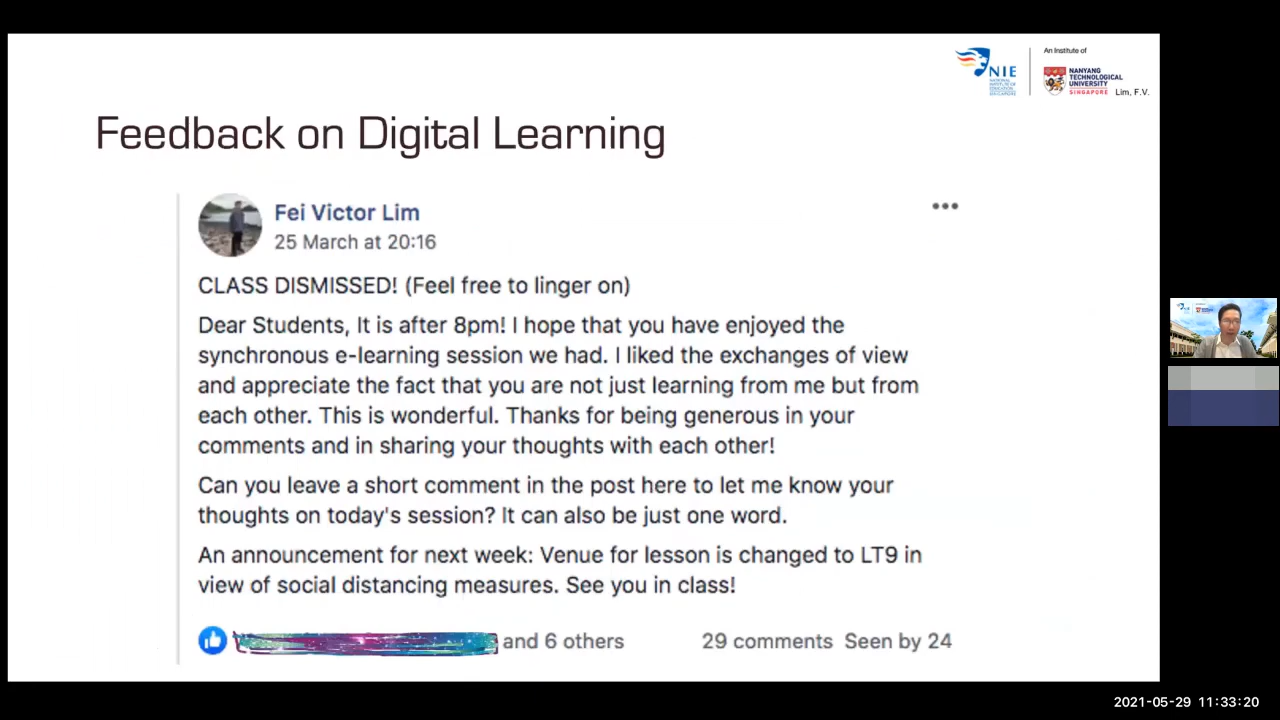 NIE
NATIONAL
INSTITUTE OF
EDUCATION
SINGAPORE
An Institute of
NANYANG
TECHNOLOGICAL
UNIVERSITY
SINGAPORE
Lim, F.V.
Feedback on Digital Learning
Fei Victor Lim
25 March at 20:16
CLASS DISMISSED! (Feel free to linger on)
Dear Students, It is after 8pm! I hope that you have enjoyed the
synchronous e-learning session we had. I liked the exchanges of view
and appreciate the fact that you are not just learning from me but from
each other. This is wonderful. Thanks for being generous in your
comments and in sharing your thoughts with each other!
Can you leave a short comment in the post here to let me know your
thoughts on today's session? It can also be just one word.
An announcement for next week: Venue for lesson is changed to LT9 in
view of social distancing measures. See you in class!
and 6 others 29 comments Seen by 24
2021-05-29 11:33:20